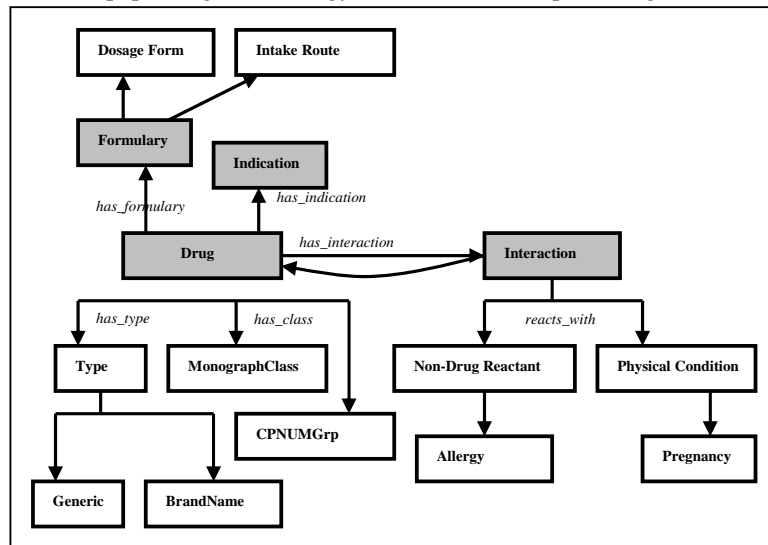 Dosage Form
Intake Route
Formulary
Indication
has_formulary
has_indication
Drug
has_interaction
Interaction
has_type
has_class
reacts_with
Type
MonographClass
Non-Drug Reactant
Physical Condition
CPNUMGrp
Allergy
Pregnancy
Generic
BrandName